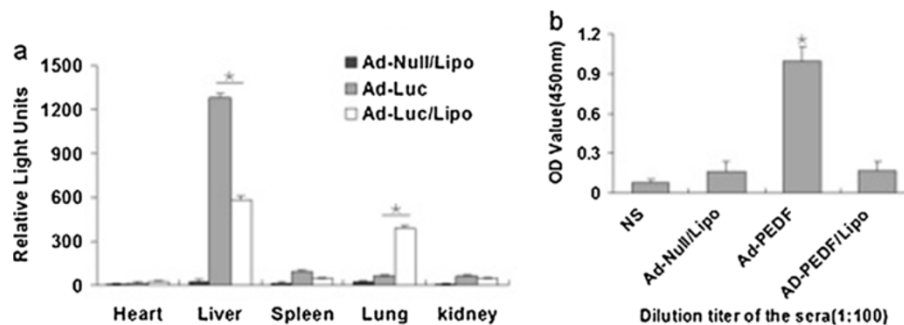 a
Relative Light Units
1500
1200
900
600
300
0
*
*
Ad-Null/Lipo
Ad-Luc
Ad-Luc/Lipo
Heart Liver Spleen Lung kidney
b
OD Value(450nm)
1.2
0.9
0.6
0.3
0
*
NS
Ad-Null/Lipo
Ad-PEDF
AD-PEDF/Lipo
Dilution titer of the sera(1:100)